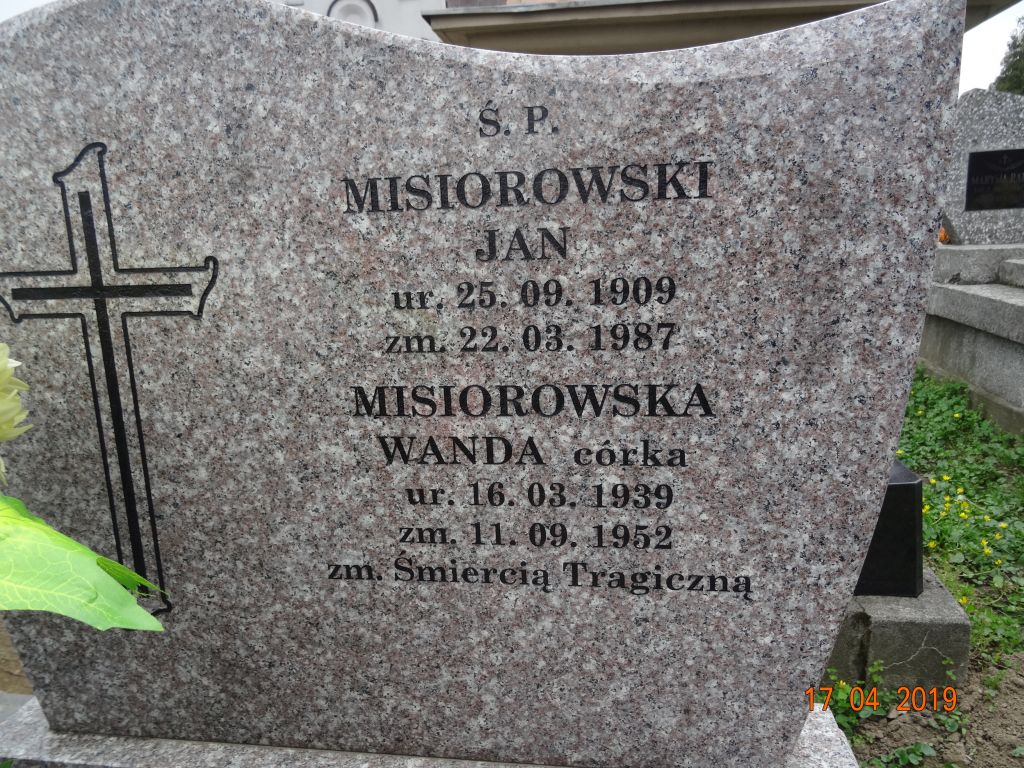 Ś. P.
MISIOROWSKI
JAN
ur. 25. 09. 1909
zm. 22. 03. 1987
MISIOROWSKA
WANDA córka
ur. 16. 03. 1939
zm. 11. 09. 1952
zm. Śmiercią Tragiczną
17 04 2019